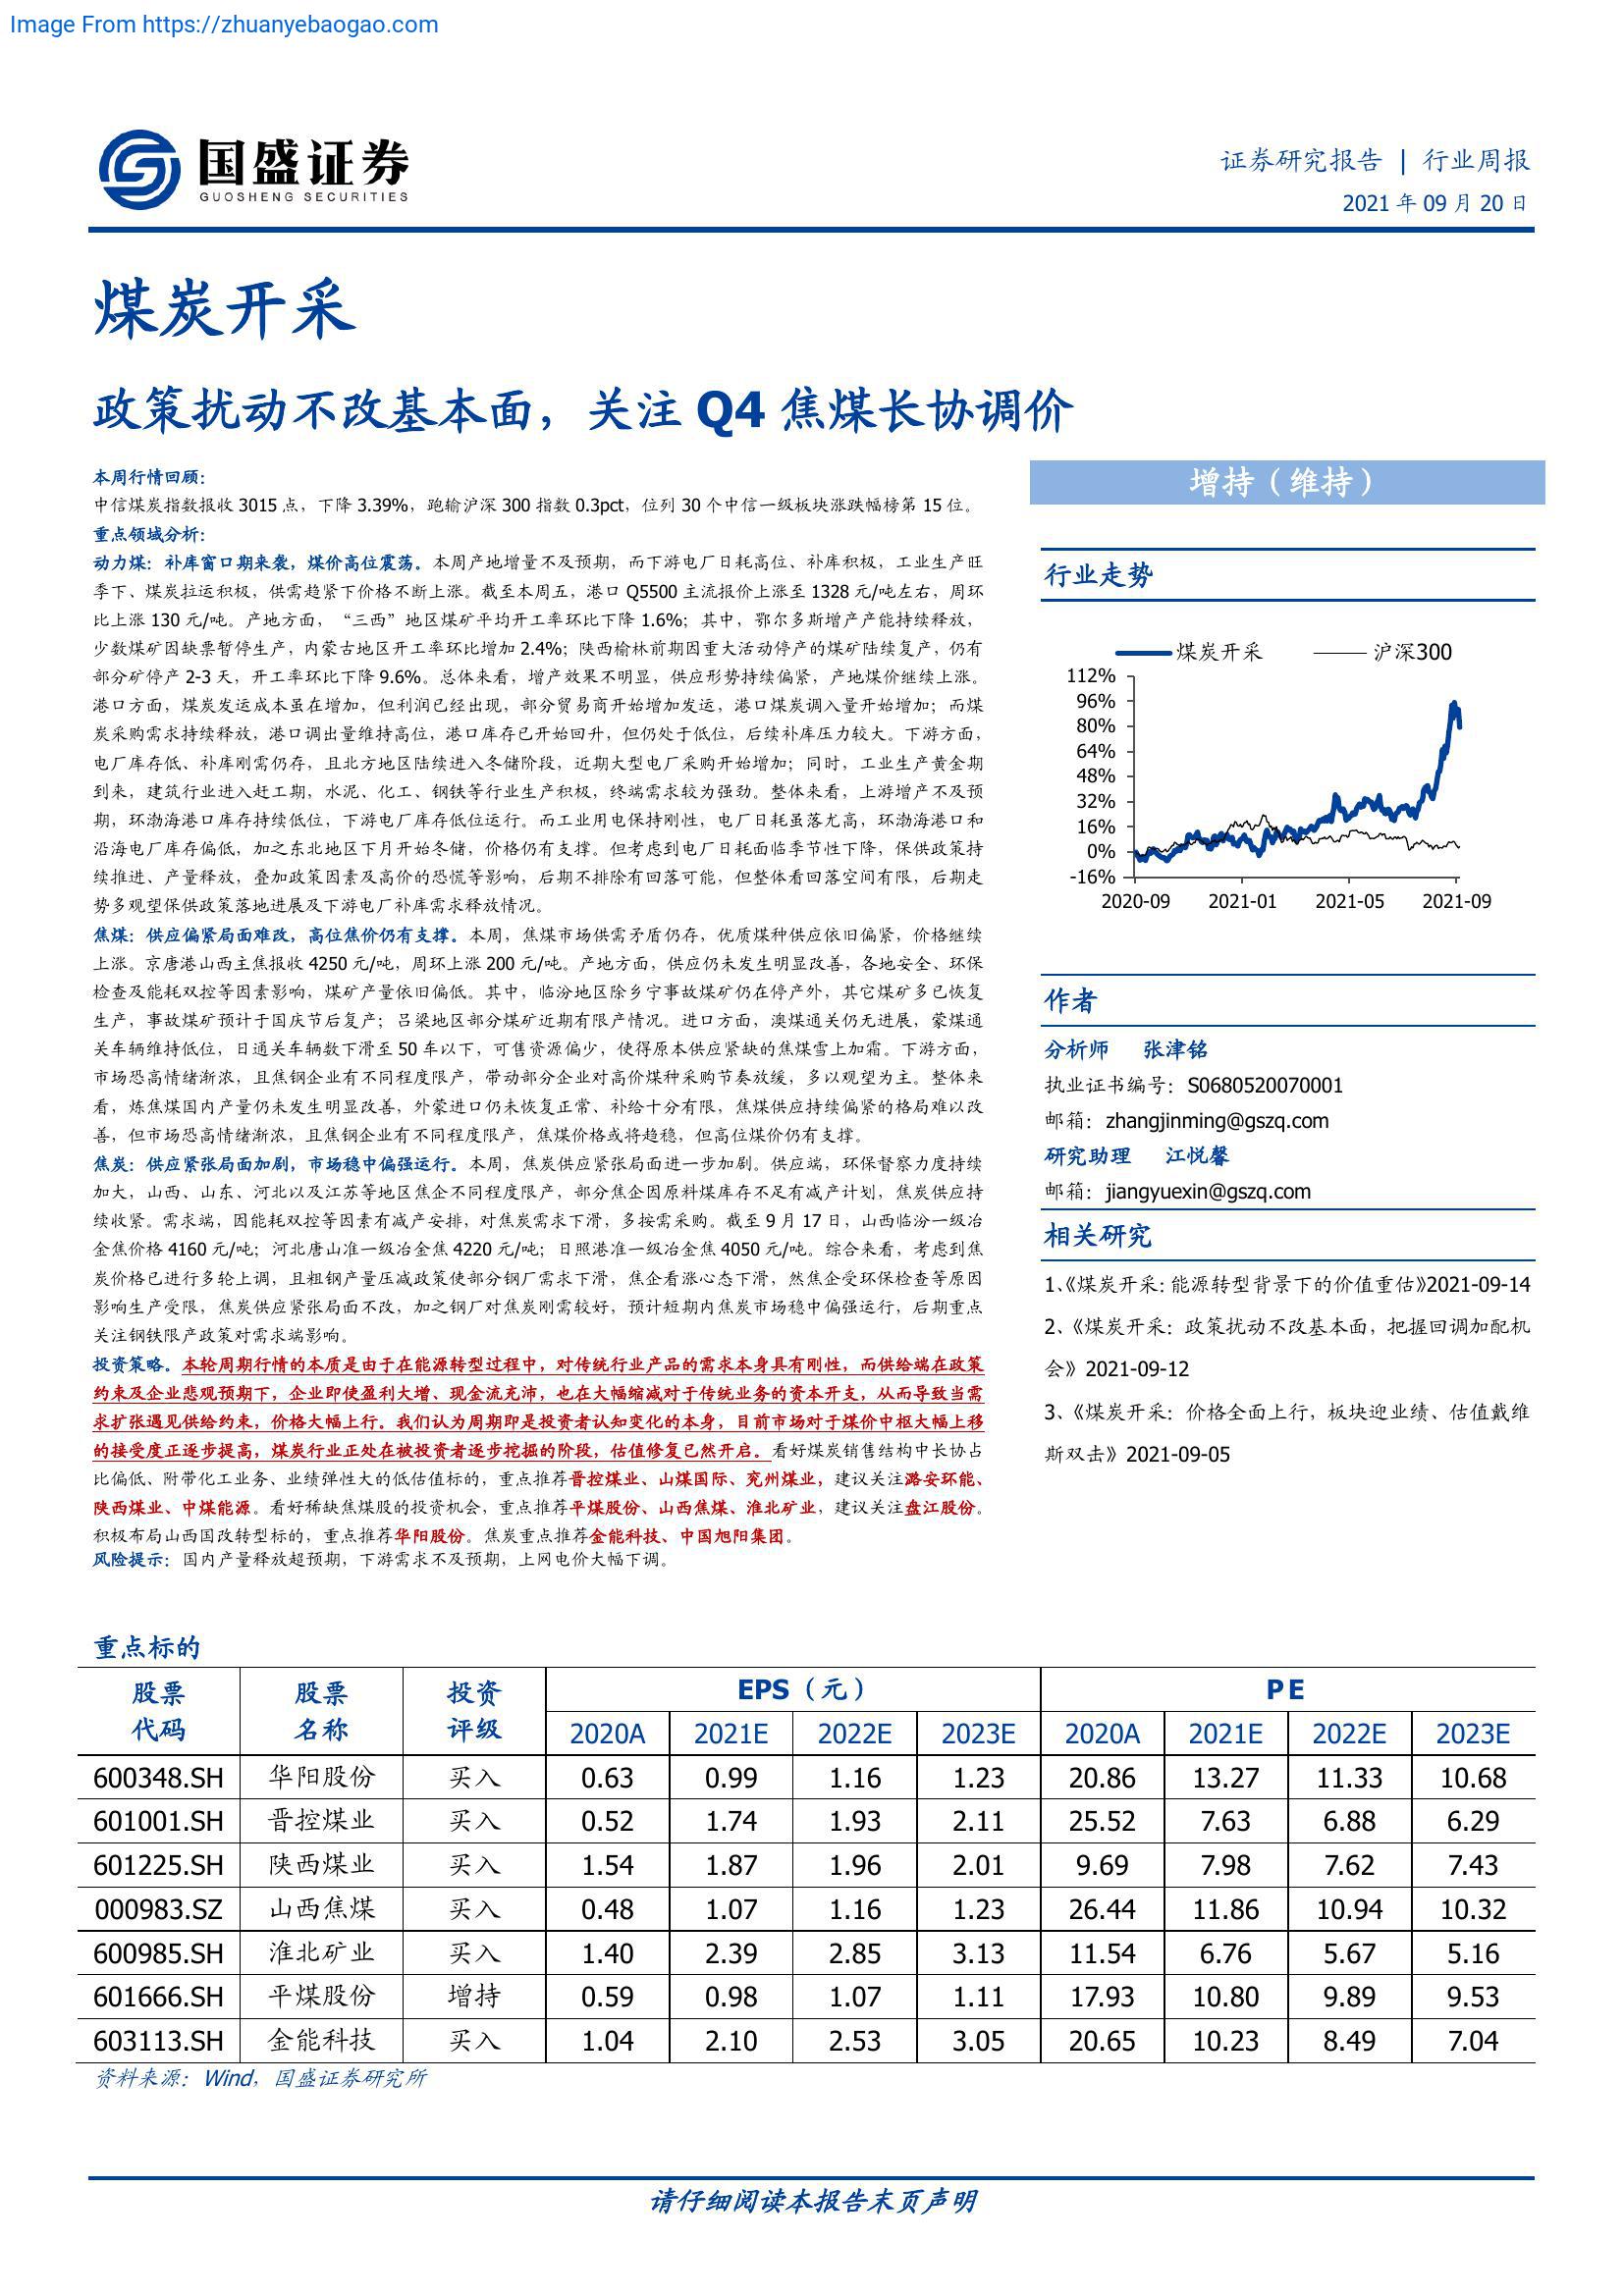 Image From https://zhuanyebaogao.com
国盛证券
GUOSHENG SECURITIES
证券研究报告 | 行业周报
2021 年 09 月 20 日
煤炭开采
政策扰动不改基本面，关注 Q4 焦煤长协调价
本周行情回顾：
中信煤炭指数报收 3015 点，下降 3.39%，跑输沪深 300 指数 0.3pct，位列 30 个中信一级板块涨跌幅榜第 15 位。
重点领域分析：
动力煤：补库窗口期来袭，煤价高位震荡。本周产地增量不及预期，而下游电厂日耗高位、补库积极，工业生产旺
季下、煤炭拉运积极，供需趋紧下价格不断上涨。截至本周五，港口 Q5500 主流报价上涨至 1328 元/吨左右，周环
比上涨 130 元/吨。产地方面，“三西”地区煤矿平均开工率环比下降 1.6%；其中，鄂尔多斯增产产能持续释放，
少数煤矿因缺票暂停生产，内蒙古地区开工率环比增加 2.4%；陕西榆林前期因重大活动停产的煤矿陆续复产，仍有
部分矿停产 2-3 天，开工率环比下降 9.6%。总体来看，增产效果不明显，供应形势持续偏紧，产地煤价继续上涨。
港口方面，煤炭发运成本虽在增加，但利润已经出现，部分贸易商开始增加发运，港口煤炭调入量开始增加；而煤
炭采购需求持续释放，港口调出量维持高位，港口库存已开始回升，但仍处于低位，后续补库压力较大。下游方面，
电厂库存低、补库刚需仍存，且北方地区陆续进入冬储阶段，近期大型电厂采购开始增加；同时，工业生产黄金期
到来，建筑行业进入赶工期，水泥、化工、钢铁等行业生产积极，终端需求较为强劲。整体来看，上游增产不及预
期，环渤海港口库存持续低位，下游电厂库存低位运行。而工业用电保持刚性，电厂日耗虽落尤高，环渤海港口和
沿海电厂库存偏低，加之东北地区下月开始冬储，价格仍有支撑。但考虑到电厂日耗面临季节性下降，保供政策持
续推进、产量释放，叠加政策因素及高价的恐慌等影响，后期不排除有回落可能，但整体看回落空间有限，后期走
势多观望保供政策落地进展及下游电厂补库需求释放情况。
焦煤：供应偏紧局面难改，高位焦价仍有支撑。本周，焦煤市场供需矛盾仍存，优质煤种供应依旧偏紧，价格继续
上涨。京唐港山西主焦报收 4250 元/吨，周环上涨 200 元/吨。产地方面，供应仍未发生明显改善，各地安全、环保
检查及能耗双控等因素影响，煤矿产量依旧偏低。其中，临汾地区除乡宁事故煤矿仍在停产外，其它煤矿多已恢复
生产，事故煤矿预计于国庆节后复产；吕梁地区部分煤矿近期有限产情况。进口方面，澳煤通关仍无进展，蒙煤通
关车辆维持低位，日通关车辆数下滑至 50 车以下，可售资源偏少，使得原本供应紧缺的焦煤雪上加霜。下游方面，
市场恐高情绪渐浓，且焦钢企业有不同程度限产，带动部分企业对高价煤种采购节奏放缓，多以观望为主。整体来
看，炼焦煤国内产量仍未发生明显改善，外蒙进口仍未恢复正常、补给十分有限，焦煤供应持续偏紧的格局难以改
善，但市场恐高情绪渐浓，且焦钢企业有不同程度限产，焦煤价格或将趋稳，但高位煤价仍有支撑。
焦炭：供应紧张局面加剧，市场稳中偏强运行。本周，焦炭供应紧张局面进一步加剧。供应端，环保督察力度持续
加大，山西、山东、河北以及江苏等地区焦企不同程度限产，部分焦企因原料煤库存不足有减产计划，焦炭供应持
续收紧。需求端，因能耗双控等因素有减产安排，对焦炭需求下滑，多按需采购。截至 9 月 17 日，山西临汾一级冶
金焦价格 4160 元/吨；河北唐山准一级冶金焦 4220 元/吨；日照港准一级冶金焦 4050 元/吨。综合来看，考虑到焦
炭价格已进行多轮上调，且粗钢产量压减政策使部分钢厂需求下滑，焦企看涨心态下滑，然焦企受环保检查等原因
影响生产受限，焦炭供应紧张局面不改，加之钢厂对焦炭刚需较好，预计短期内焦炭市场稳中偏强运行，后期重点
关注钢铁限产政策对需求端影响。
投资策略。本轮周期行情的本质是由于在能源转型过程中，对传统行业产品的需求本身具有刚性，而供给端在政策
约束及企业悲观预期下，企业即使盈利大增、现金流充沛，也在大幅缩减对于传统业务的资本开支，从而导致当需
求扩张遇见供给约束，价格大幅上行。我们认为周期即是投资者认知变化的本身，目前市场对于煤价中枢大幅上移
的接受度正逐步提高，煤炭行业正处在被投资者逐步挖掘的阶段，估值修复已然开启。看好煤炭销售结构中长协占
比偏低、附带化工业务、业绩弹性大的低估值标的，重点推荐晋控煤业、山煤国际、兖州煤业，建议关注潞安环能、
陕西煤业、中煤能源。看好稀缺焦煤股的投资机会，重点推荐平煤股份、山西焦煤、淮北矿业，建议关注盘江股份。
积极布局山西国改转型标的，重点推荐华阳股份。焦炭重点推荐金能科技、中国旭阳集团。
风险提示：国内产量释放超预期，下游需求不及预期，上网电价大幅下调。
增持（维持）
行业走势
煤炭开采 沪深300
112%
96%
80%
64%
48%
32%
16%
0%
-16%
2020-09 2021-01 2021-05 2021-09
作者
分析师 张津铭
执业证书编号：S0680520070001
邮箱：zhangjinming@gszq.com
研究助理 江悦馨
邮箱：jiangyuexin@gszq.com
相关研究
1、《煤炭开采：能源转型背景下的价值重估》2021-09-14
2、《煤炭开采：政策扰动不改基本面，把握回调加配机
会》2021-09-12
3、《煤炭开采：价格全面上行，板块迎业绩、估值戴维
斯双击》2021-09-05
重点标的
股票 股票 投资 EPS（元） PE
代码 名称 评级 2020A 2021E 2022E 2023E 2020A 2021E 2022E 2023E
600348.SH 华阳股份 买入 0.63 0.99 1.16 1.23 20.86 13.27 11.33 10.68
601001.SH 晋控煤业 买入 0.52 1.74 1.93 2.11 25.52 7.63 6.88 6.29
601225.SH 陕西煤业 买入 1.54 1.87 1.96 2.01 9.69 7.98 7.62 7.43
000983.SZ 山西焦煤 买入 0.48 1.07 1.16 1.23 26.44 11.86 10.94 10.32
600985.SH 淮北矿业 买入 1.40 2.39 2.85 3.13 11.54 6.76 5.67 5.16
601666.SH 平煤股份 增持 0.59 0.98 1.07 1.11 17.93 10.80 9.89 9.53
603113.SH 金能科技 买入 1.04 2.10 2.53 3.05 20.65 10.23 8.49 7.04
资料来源：Wind，国盛证券研究所
请仔细阅读本报告末页声明